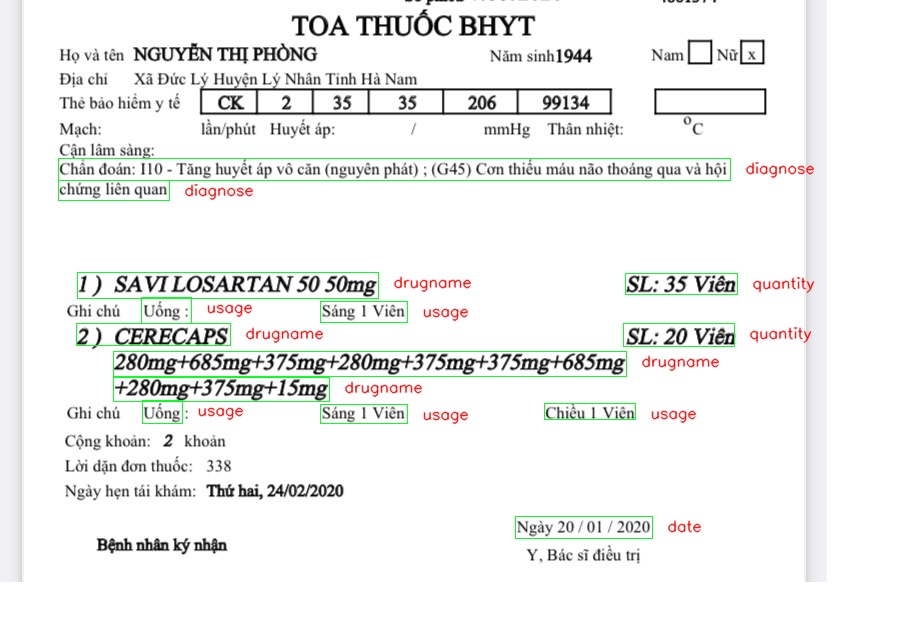 TOA THUỐC BHYT
Họ và tên NGUYỄN THỊ PHÒNG Năm sinh 1944 Nam Nữ x
Địa chỉ Xã Đức Lý Huyện Lý Nhân Tỉnh Hà Nam
Thẻ bảo hiểm y tế CK 2 35 35 206 99134
Mạch: lần/phút Huyết áp: / mmHg Thân nhiệt: °C
Cận lâm sàng:
Chẩn đoán: I10 - Tăng huyết áp vô căn (nguyên phát) ; (G45) Cơn thiếu máu não thoáng qua và hội diagnose
chứng liên quan diagnose
1 ) SAVI LOSARTAN 50 50mg drugname SL: 35 Viên quantity
Ghi chú Uống : usage Sáng 1 Viên usage
2 ) CERECAPS drugname SL: 20 Viên quantity
280mg+685mg+375mg+280mg+375mg+375mg+685mg drugname
+280mg+375mg+15mg drugname
Ghi chú Uống : usage Sáng 1 Viên usage Chiều 1 Viên usage
Cộng khoản: 2 khoản
Lời dặn đơn thuốc: 338
Ngày hẹn tái khám: Thứ hai, 24/02/2020
Ngày 20 / 01 / 2020 date
Bệnh nhân ký nhận
Y, Bác sĩ điều trị